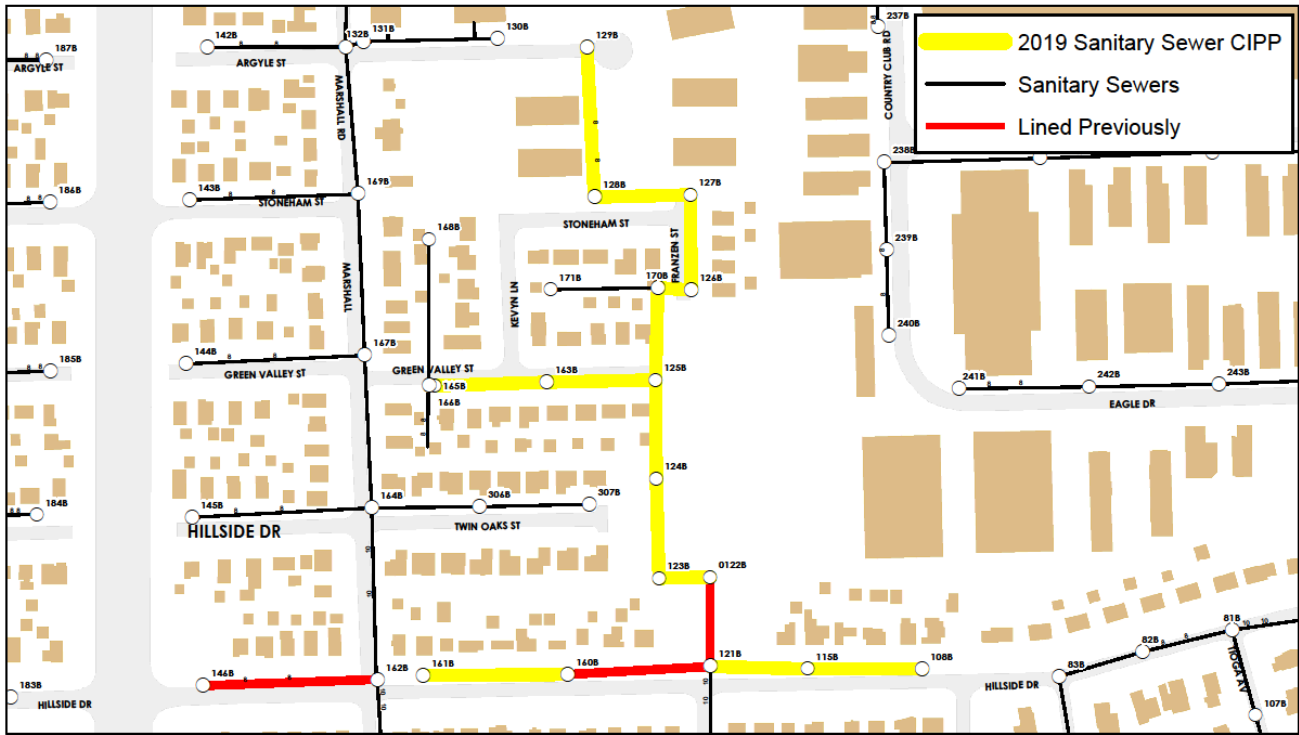 2019 Sanitary Sewer CIPP
Sanitary Sewers
Lined Previously
187B
ARGYLE ST
142B
132B
131B
130B
129B
237B
ARGYLE ST
MARSHALL RD
COUNTRY CLUB RD
238B
186B
143B
STONEHAM ST
169B
128B
127B
STONEHAM ST
FRANZEN ST
168B
239B
MARSHALL
KEVYN LN
171B
170B
126B
240B
167B
144B
GREEN VALLEY ST
185B
GREEN VALLEY ST
165B
166B
163B
125B
241B
242B
243B
EAGLE DR
124B
184B
145B
HILLSIDE DR
164B
306B
307B
TWIN OAKS ST
123B
0122B
146B
162B
161B
160B
121B
115B
108B
83B
82B
81B
TIOGA AV
107B
183B
HILLSIDE DR
HILLSIDE DR